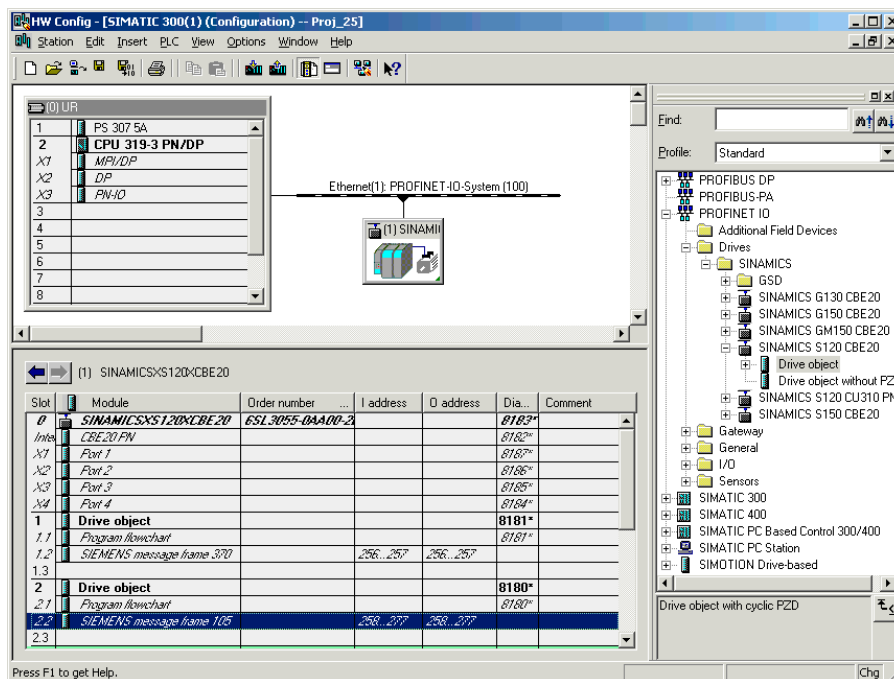 HW Config - [SIMATIC 300(1) (Configuration) -- Proj_25]
Station Edit Insert PLC View Options Window Help
(0) UR
1 PS 307 5A
2 CPU 319-3 PN/DP
X1 MPI/DP
X2 DP
X3 PN-IO
3
4
5
6
7
8
Ethernet(1): PROFINET-IO-System (100)
(1) SINAMI
Find:
Profile: Standard
PROFIBUS DP
PROFIBUS-PA
PROFINET IO
Additional Field Devices
Drives
SINAMICS
GSD
SINAMICS G130 CBE20
SINAMICS G150 CBE20
SINAMICS GM150 CBE20
SINAMICS S120 CBE20
Drive object
Drive object without PZ
SINAMICS S120 CU310 PN
SINAMICS S150 CBE20
Gateway
General
I/O
Sensors
SIMATIC 300
SIMATIC 400
SIMATIC PC Based Control 300/400
SIMATIC PC Station
SIMOTION Drive-based
Drive object with cyclic PZD
(1) SINAMICSXS120XCBE20
Slot Module Order number ... I address O address Dia... Comment
0 SINAMICSXS120XCBE20 6SL3055-0AA00-2 8183*
Inte CBE20 PN 8182*
X1 Port 1 8187*
X2 Port 2 8186*
X3 Port 3 8185*
X4 Port 4 8184*
1 Drive object 8181*
1.1 Program flowchart 8181*
1.2 SIEMENS message frame 370 256...257 256...257
1.3
2 Drive object 8180*
2.1 Program flowchart 8180*
2.2 SIEMENS message frame 105 258...277 258...277
2.3
Press F1 to get Help.
Chg